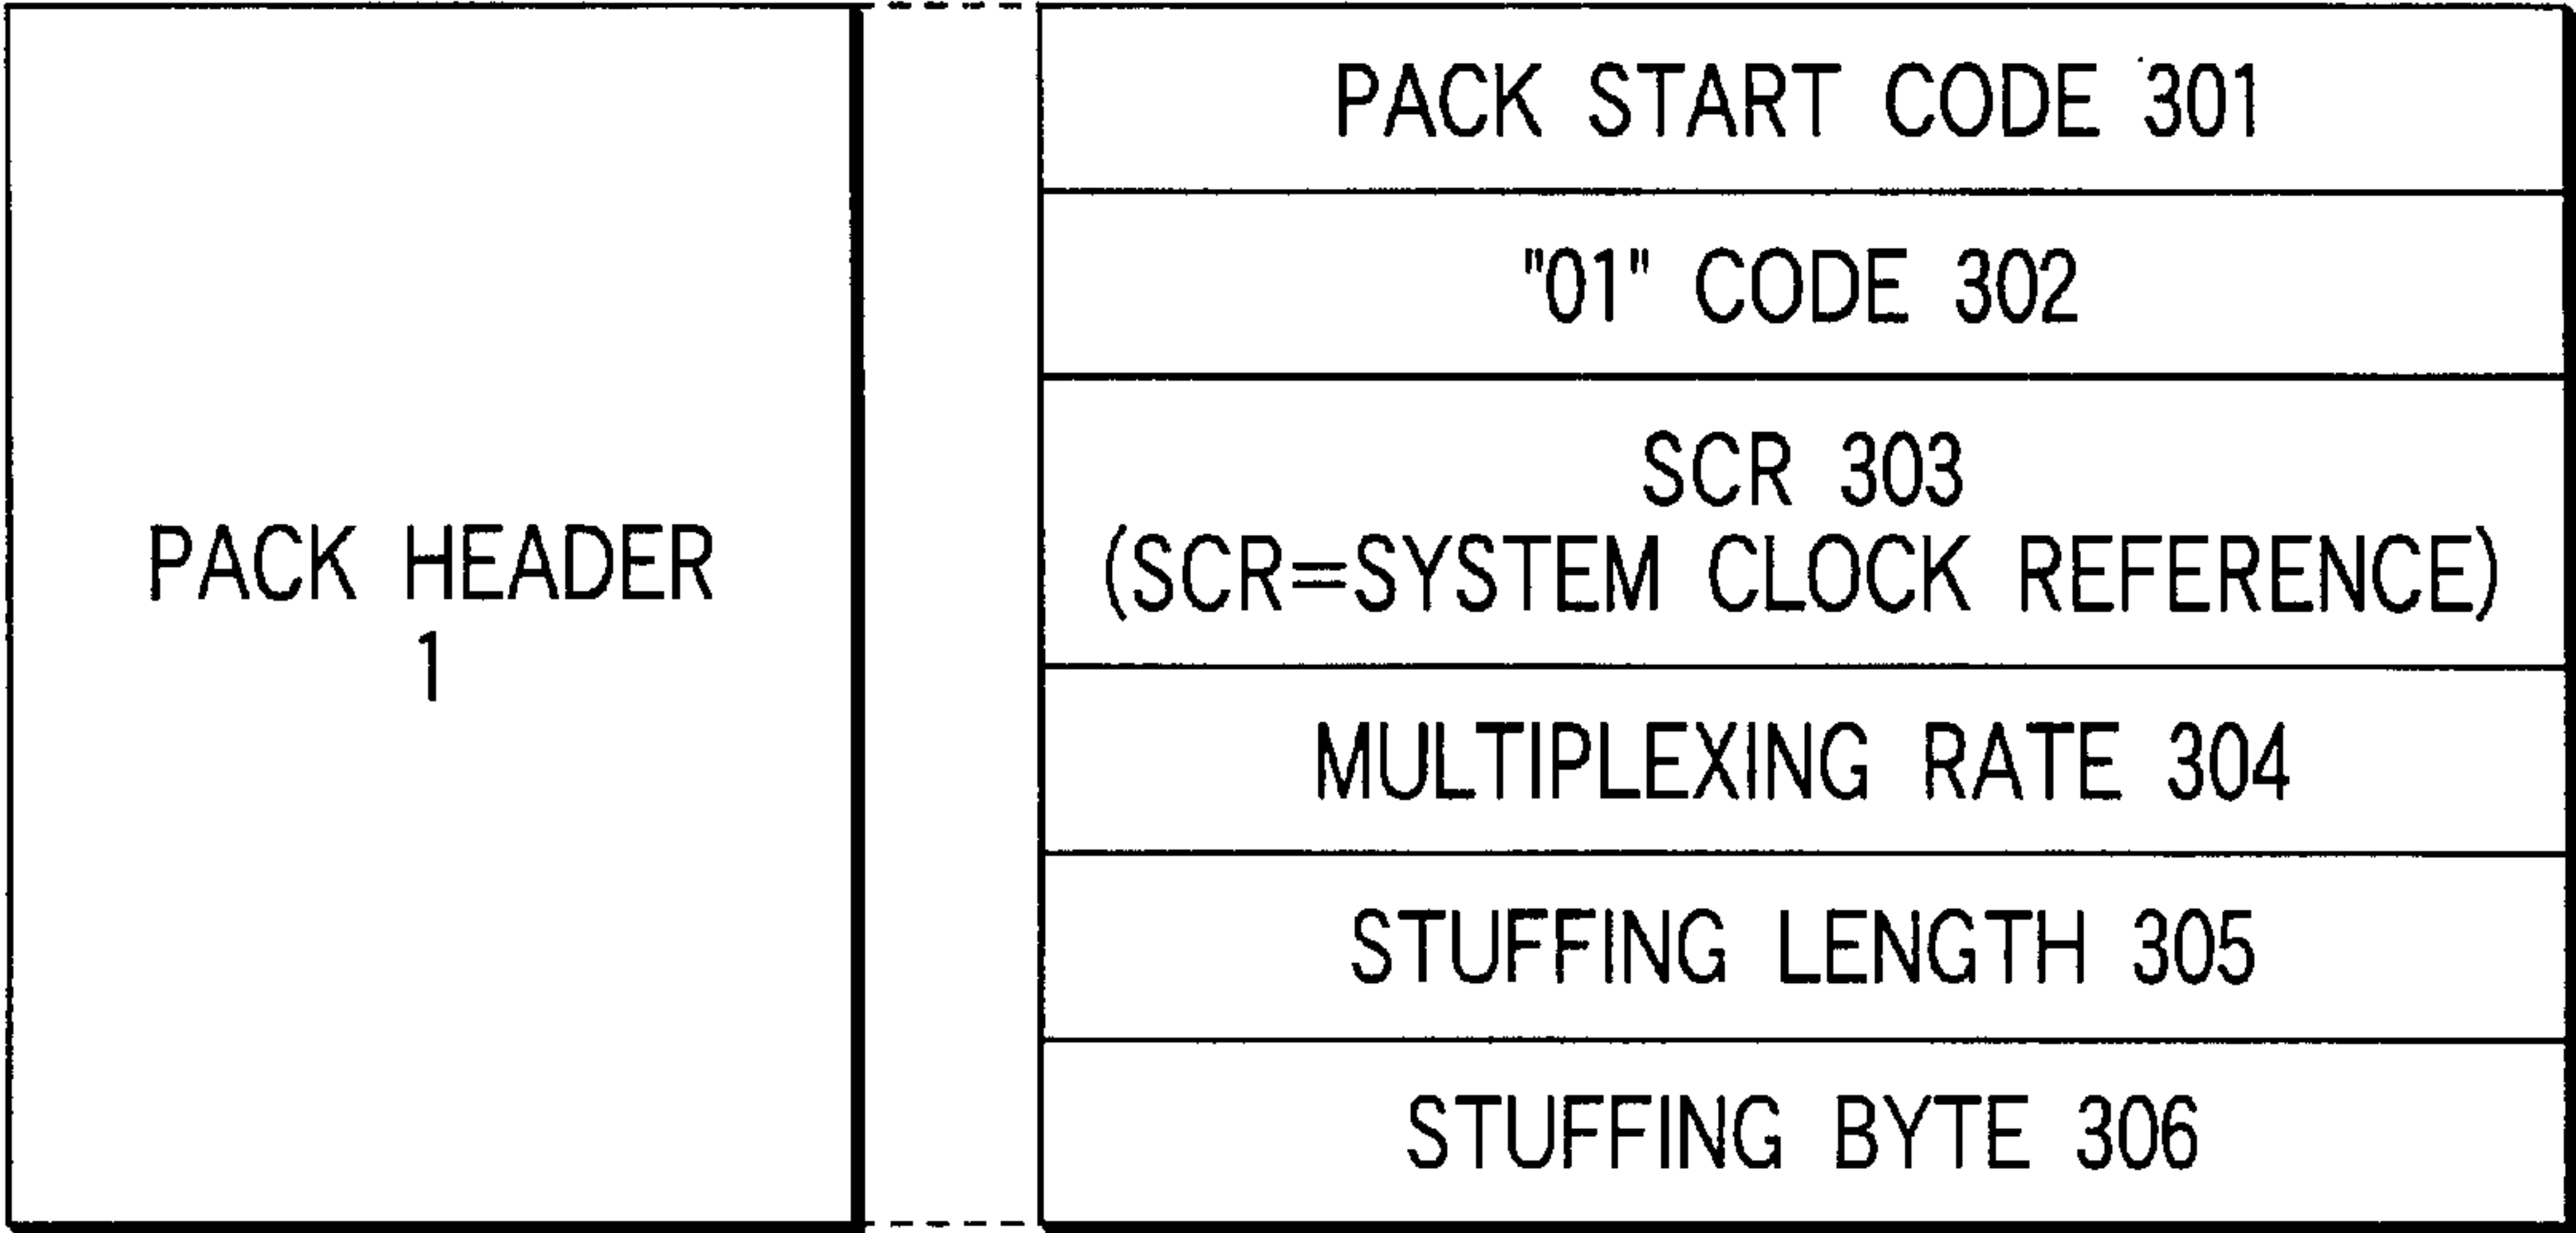 PACK HEADER
1
PACK START CODE 301
"01" CODE 302
SCR 303
(SCR=SYSTEM CLOCK REFERENCE)
MULTIPLEXING RATE 304
STUFFING LENGTH 305
STUFFING BYTE 306